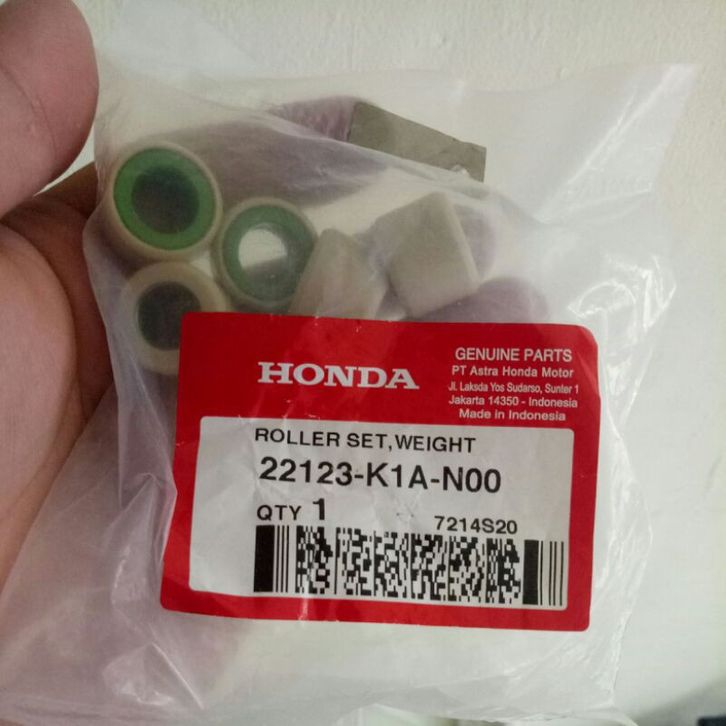 HONDA
GENUINE PARTS
PT Astra Honda Motor
Jl. Laksda Yos Sudarso, Sunter 1
Jakarta 14350 - Indonesia
Made in Indonesia
ROLLER SET,WEIGHT
22123-K1A-N00
QTY 1
7214S20